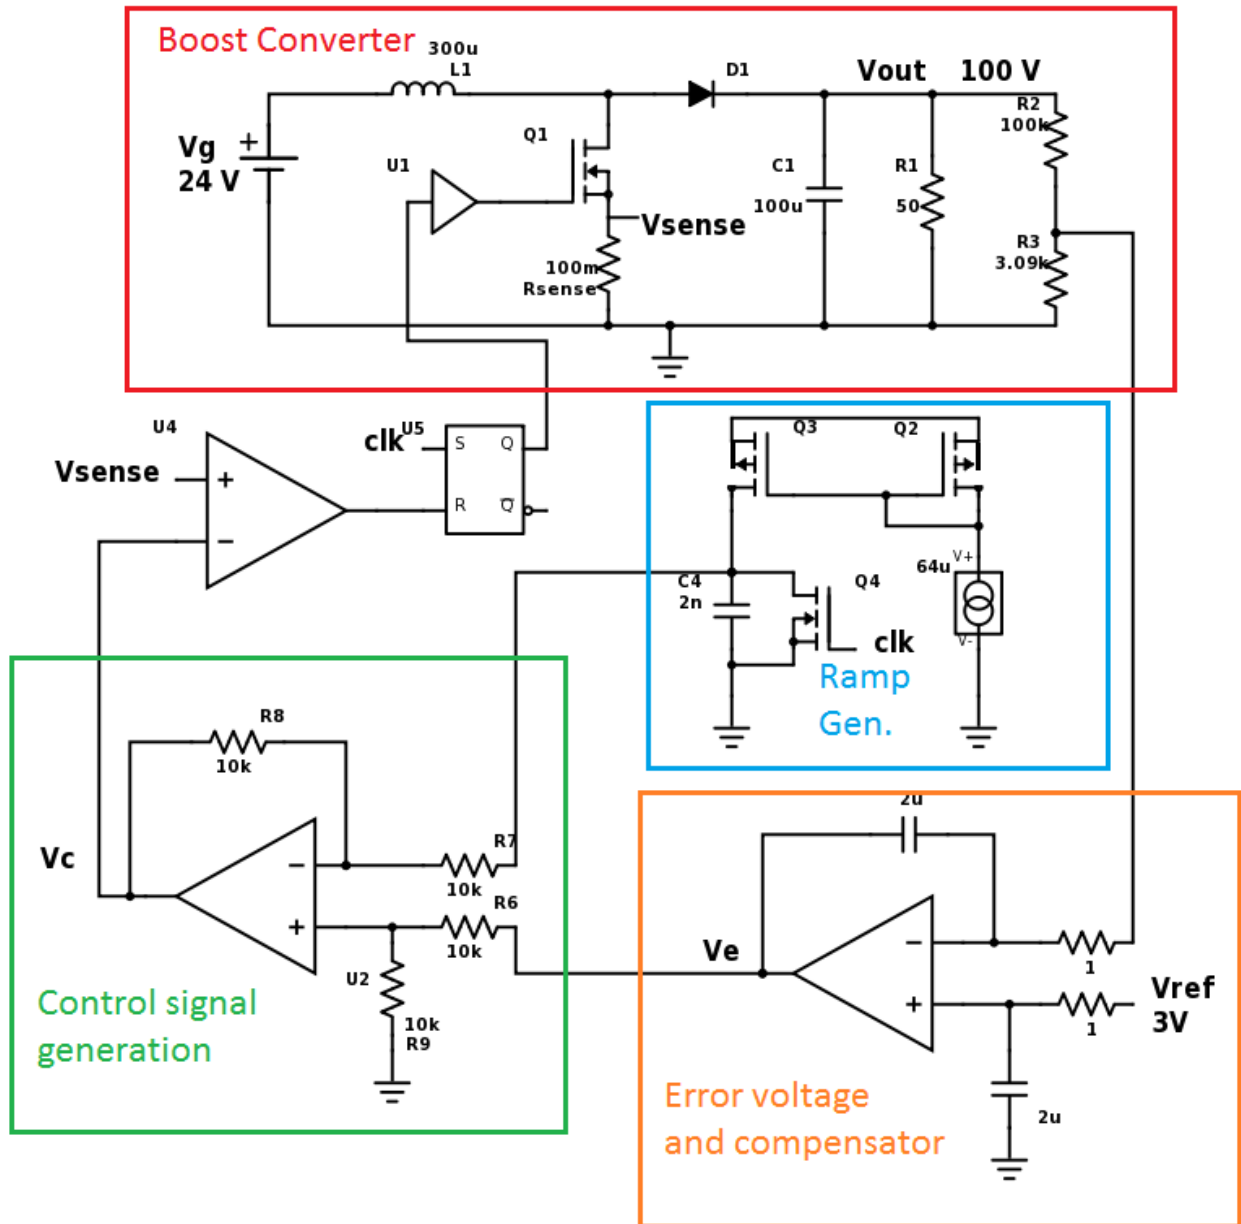 Boost Converter
300u
L1
D1
Vout 100 V
R2
100k
Vg
24 V
+
U1
Q1
C1
100u
R1
50
R3
3.09k
Vsense
100m
Rsense
U4
Vsense
+
−
clk
U5
S Q
R Q̅
Q3
Q2
C4
2n
Q4
clk
V+
64u
V-
Ramp
Gen.
R8
10k
Vc
−
+
R7
10k
R6
10k
U2
10k
R9
Control signal
generation
2u
Ve
−
+
1
Vref
3V
1
2u
Error voltage
and compensator